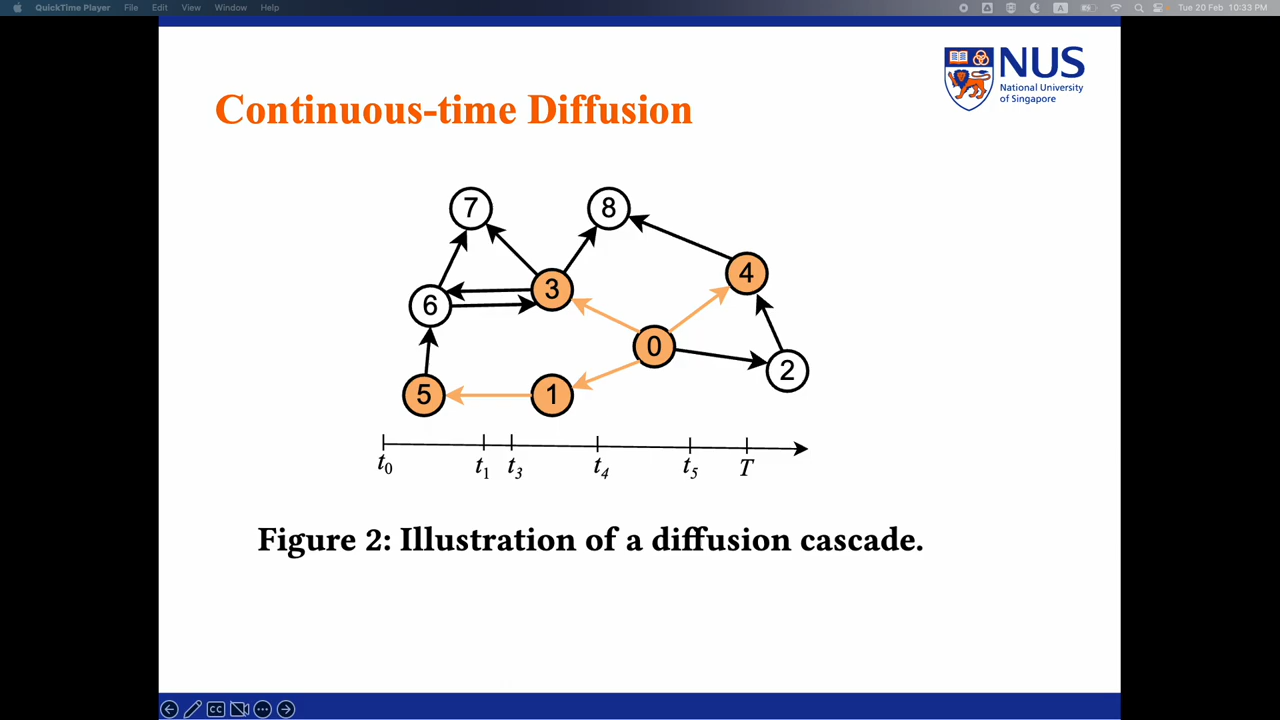 QuickTime Player File Edit View Window Help A Tue 20 Feb 10:33 PM
NUS
National University
of Singapore
Continuous-time Diffusion
7
8
3
4
6
0
2
5
1
t0 t1 t3 t4 t5 T
Figure 2: Illustration of a diffusion cascade.
CC